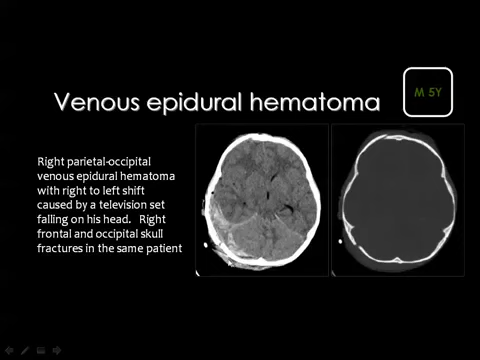 Venous epidural hematoma
M 5Y
Right parietal-occipital
venous epidural hematoma
with right to left shift
caused by a television set
falling on his head. Right
frontal and occipital skull
fractures in the same patient